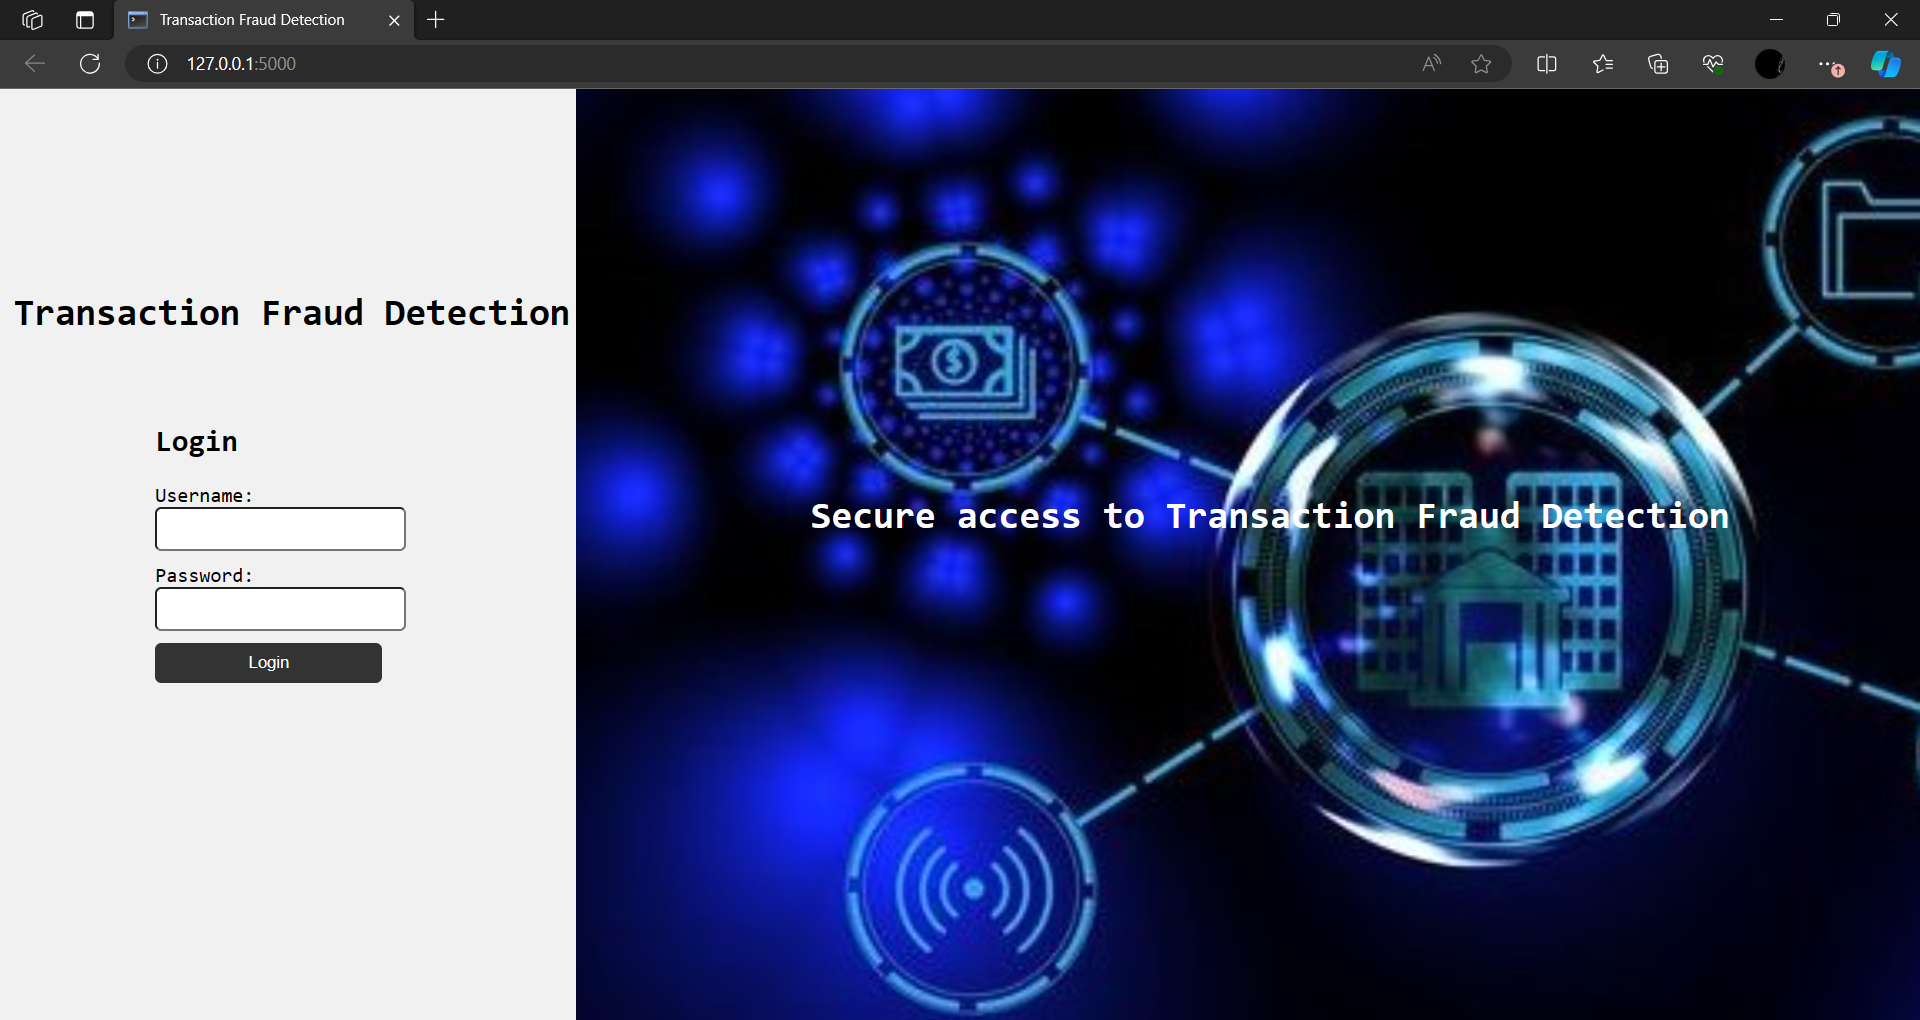 Transaction Fraud Detection
127.0.0.1:5000
Transaction Fraud Detection
Login
Username:
Password:
Login
Secure access to Transaction Fraud Detection